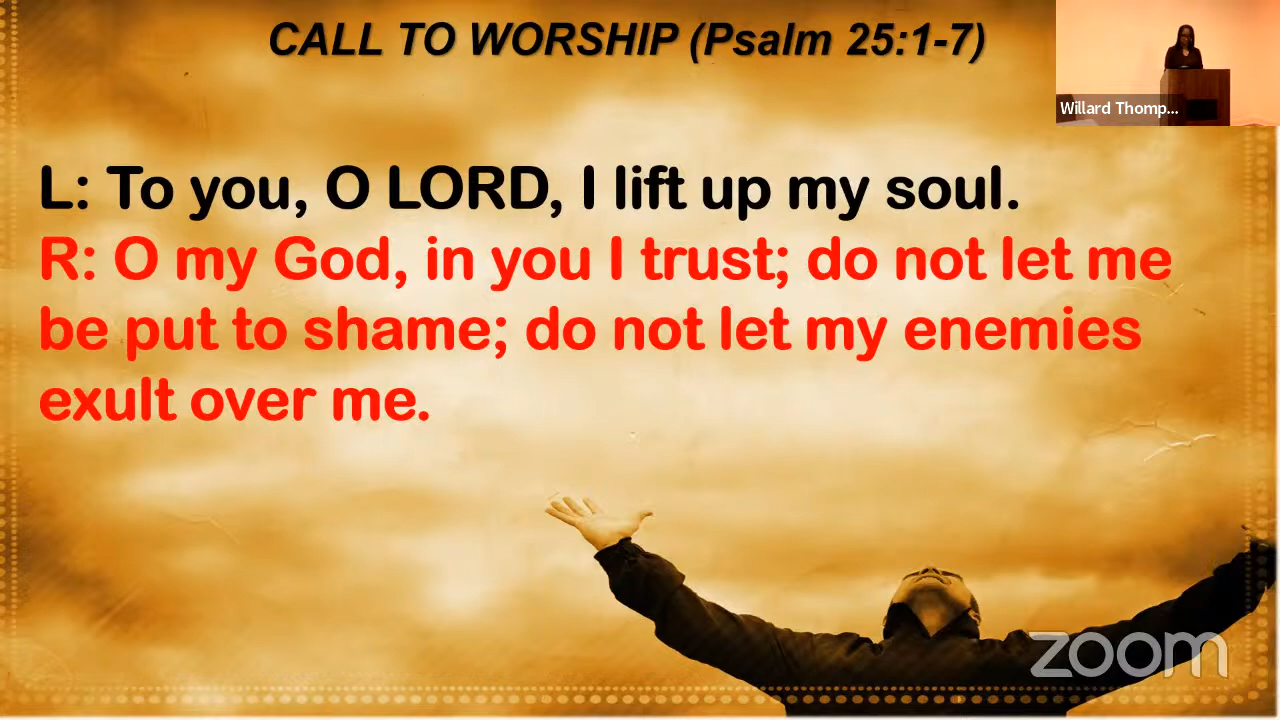 CALL TO WORSHIP (Psalm 25:1-7)
Willard Thomp...
L: To you, O LORD, I lift up my soul.
R: O my God, in you I trust; do not let me
be put to shame; do not let my enemies
exult over me.
zoom